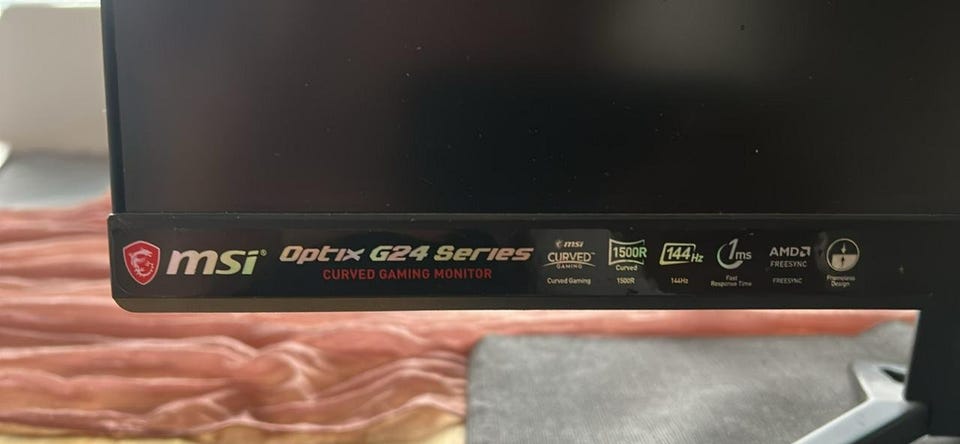 msi
Optix G24 Series
CURVED GAMING MONITOR
msi
CURVED
GAMING
Curved Gaming
1500R
Curved
1500R
144Hz
144Hz
1ms
Fast
Response Time
AMD
FREESYNC
FREESYNC
Frameless
Design